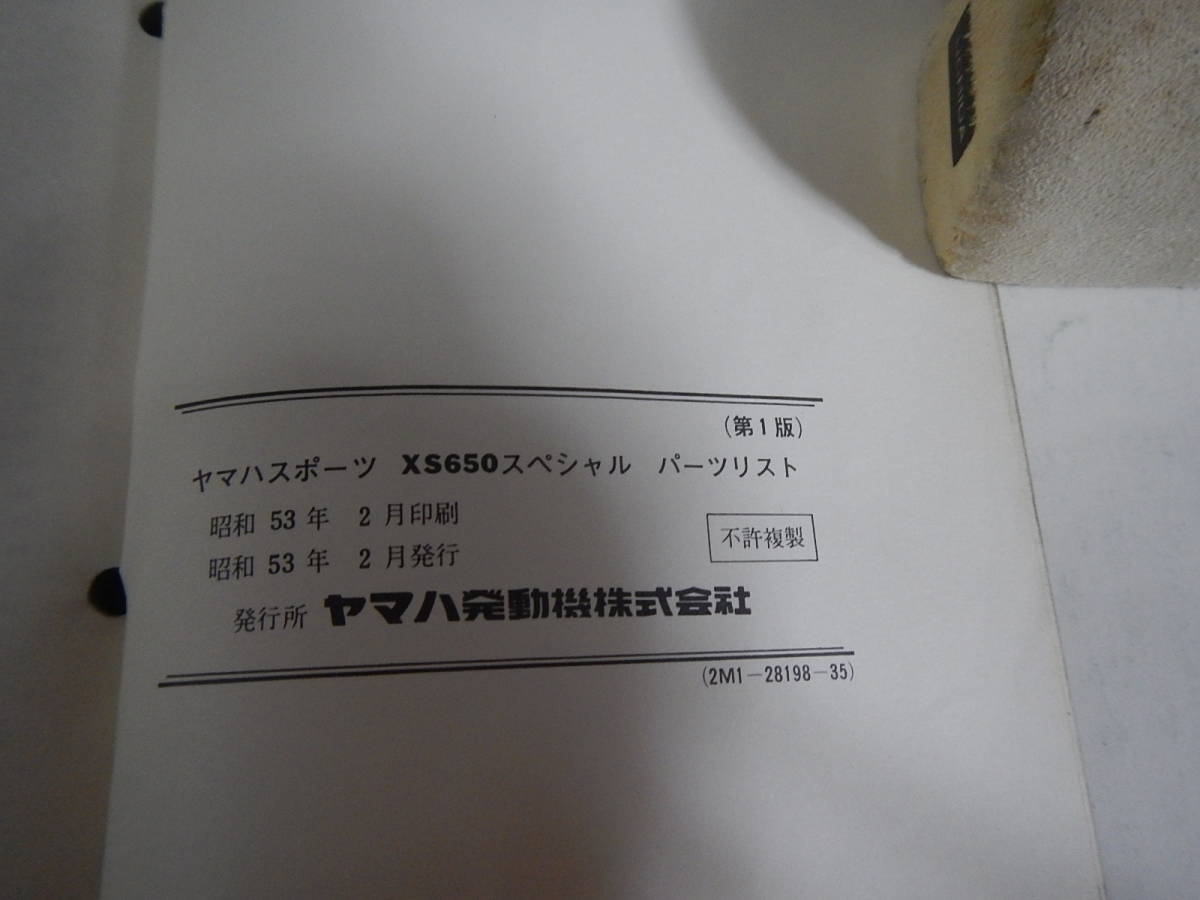 (第1版)
ヤマハスポーツ XS650スペシャル パーツリスト
昭和 53 年 2 月印刷
昭和 53 年 2 月発行
不許複製
発行所 ヤマハ発動機株式会社
(2M1-28198-35)